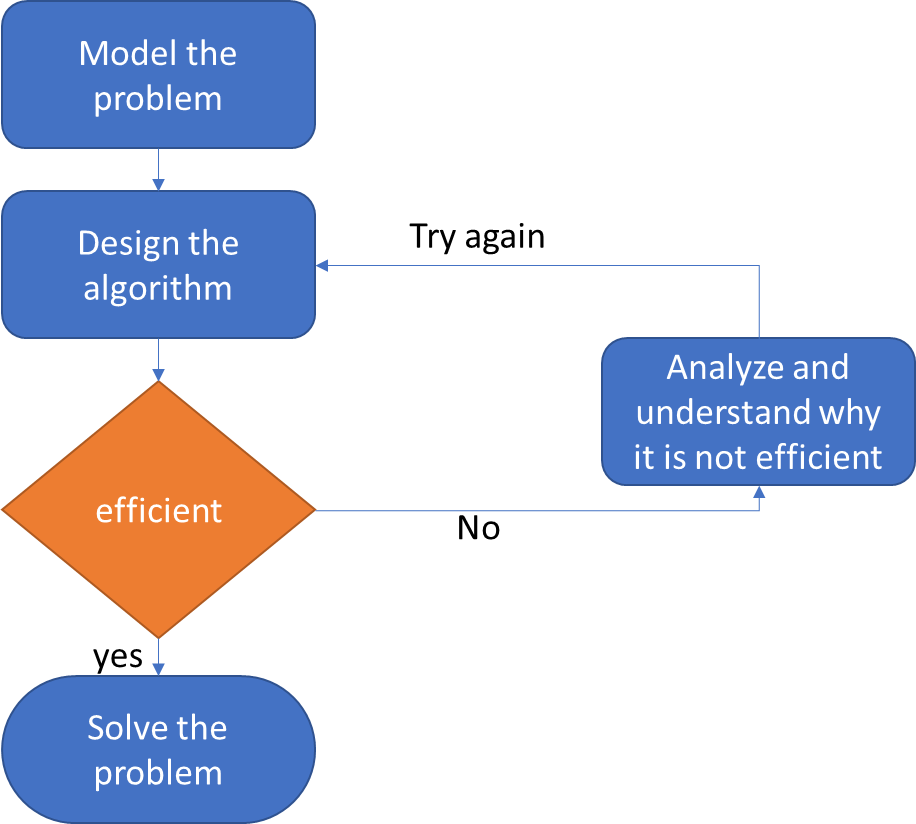 Model the
problem
Design the
algorithm
Try again
Analyze and
understand why
it is not efficient
efficient
No
yes
Solve the
problem